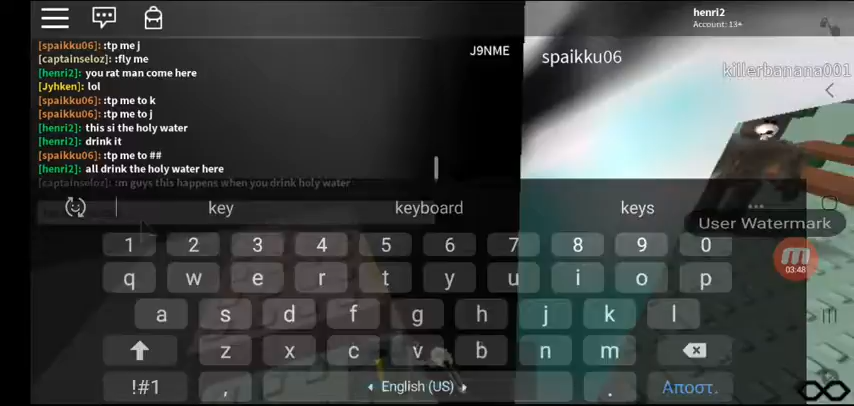 henri2
Account: 13+
[spaikku06]: :tp me j
[captainseloz]: :fly me
[henri2]: you rat man come here
[Jyhken]: lol
[spaikku06]: :tp me to k
[spaikku06]: :tp me to j
[henri2]: this si the holy water
[henri2]: drink it
[spaikku06]: :tp me to ##
[henri2]: all drink the holy water here
[captainseloz]: :m guys this happens when you drink holy water
J9NME
spaikku06
killerbanana001
key keyboard keys
User Watermark
03:48
1 2 3 4 5 6 7 8 9 0
q w e r t y u i o p
a s d f g h j k l
z x c v b n m
!#1 , English (US) . Απоστ.